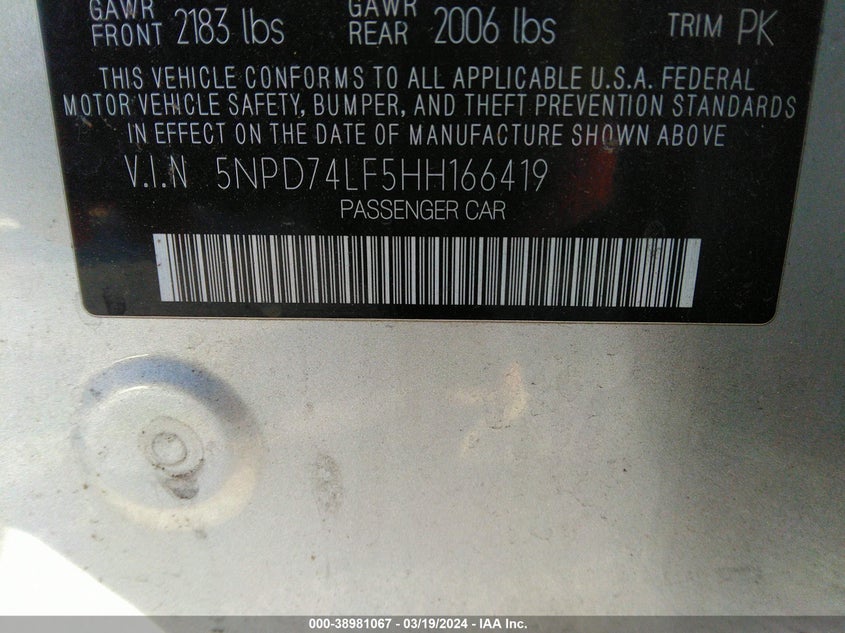 GAWR FRONT 2183 lbs GAWR REAR 2006 lbs TRIM PK
THIS VEHICLE CONFORMS TO ALL APPLICABLE U.S.A. FEDERAL
MOTOR VEHICLE SAFETY, BUMPER, AND THEFT PREVENTION STANDARDS
IN EFFECT ON THE DATE OF MANUFACTURE SHOWN ABOVE
V.I.N 5NPD74LF5HH166419
PASSENGER CAR
000-38981067 - 03/19/2024 - IAA Inc.